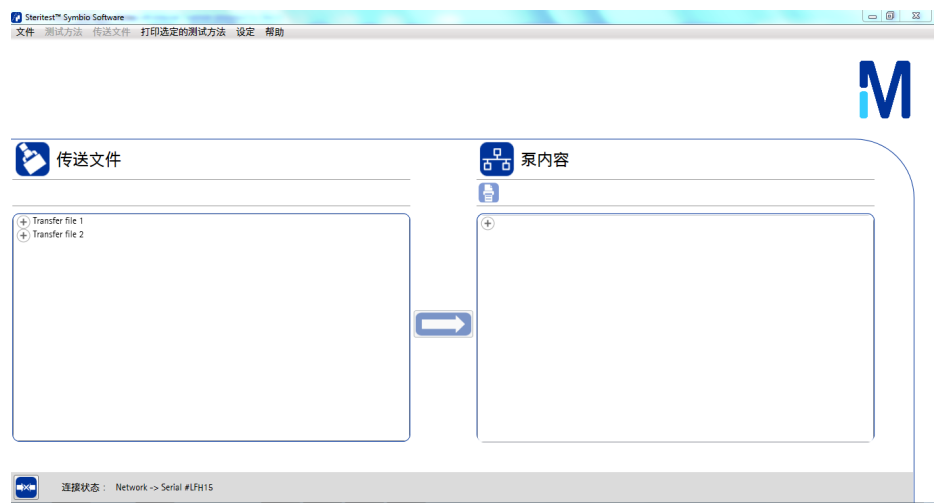 Steritest™ Symbio Software
文件 测试方法 传送文件 打印选定的测试方法 设定 帮助
M
传送文件
泵内容
Transfer file 1
Transfer file 2
连接状态： Network -> Serial #LFH15